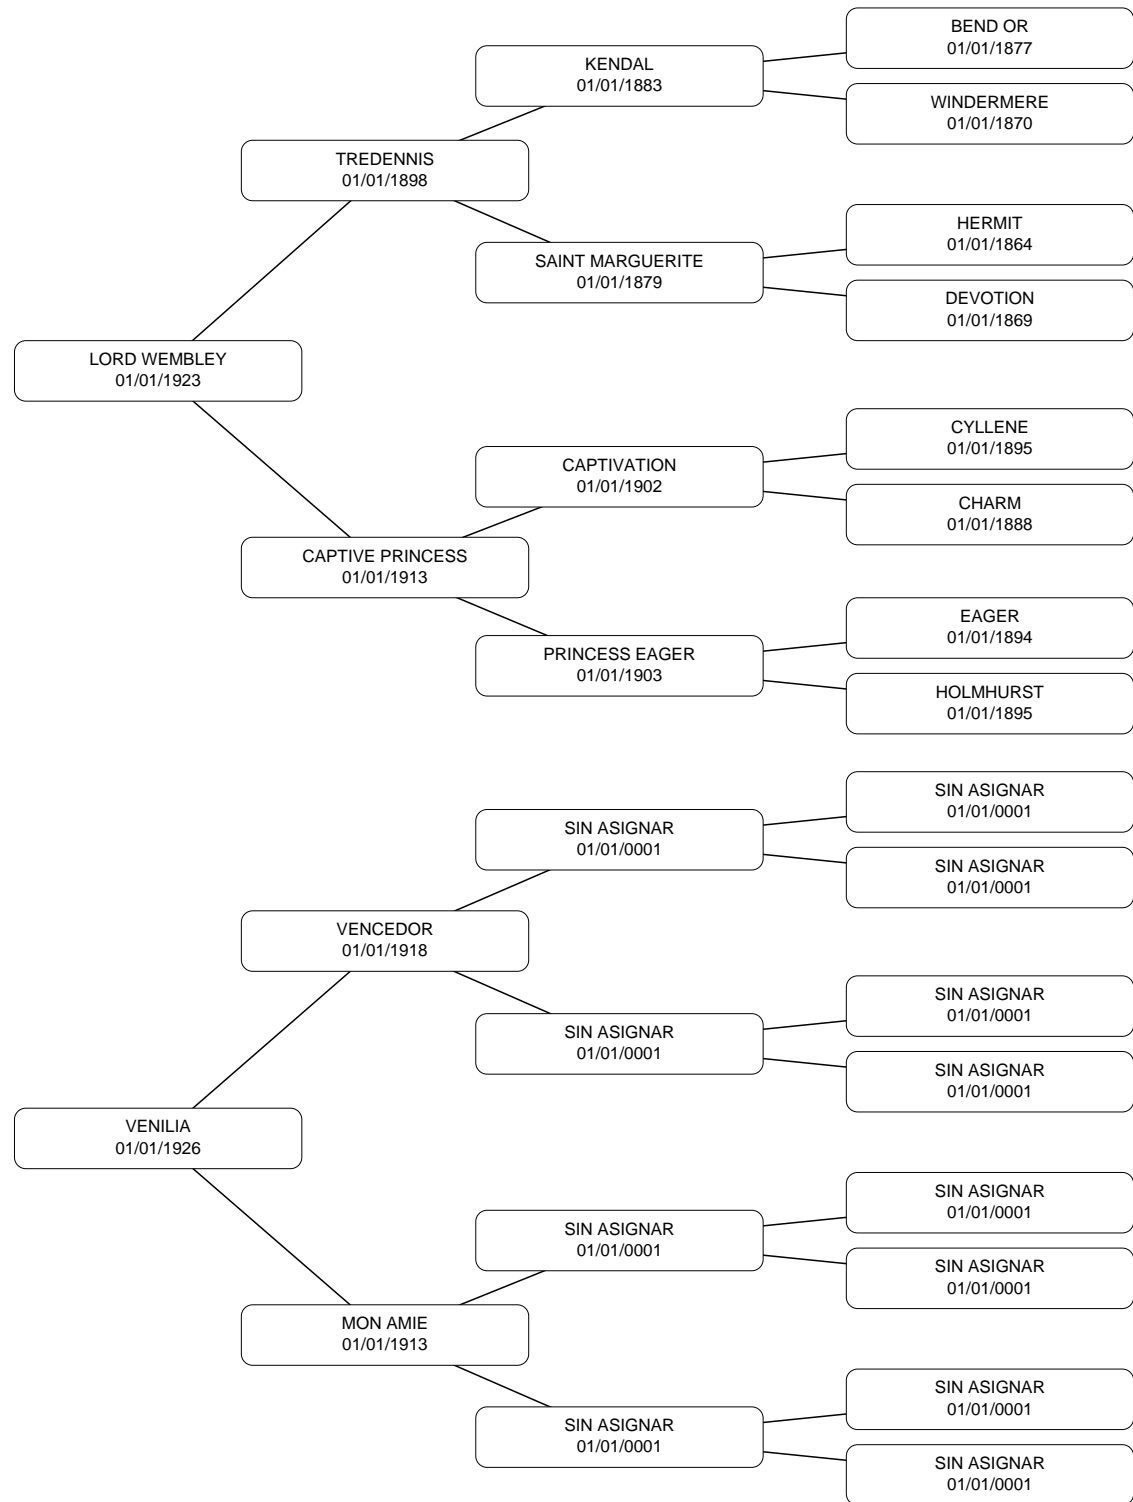 BEND OR
01/01/1877
KENDAL
01/01/1883
WINDERMERE
01/01/1870
TREDENNIS
01/01/1898
HERMIT
01/01/1864
SAINT MARGUERITE
01/01/1879
DEVOTION
01/01/1869
LORD WEMBLEY
01/01/1923
CYLLENE
01/01/1895
CAPTIVATION
01/01/1902
CHARM
01/01/1888
CAPTIVE PRINCESS
01/01/1913
EAGER
01/01/1894
PRINCESS EAGER
01/01/1903
HOLMHURST
01/01/1895
SIN ASIGNAR
01/01/0001
SIN ASIGNAR
01/01/0001
SIN ASIGNAR
01/01/0001
VENCEDOR
01/01/1918
SIN ASIGNAR
01/01/0001
SIN ASIGNAR
01/01/0001
SIN ASIGNAR
01/01/0001
VENILIA
01/01/1926
SIN ASIGNAR
01/01/0001
SIN ASIGNAR
01/01/0001
SIN ASIGNAR
01/01/0001
MON AMIE
01/01/1913
SIN ASIGNAR
01/01/0001
SIN ASIGNAR
01/01/0001
SIN ASIGNAR
01/01/0001